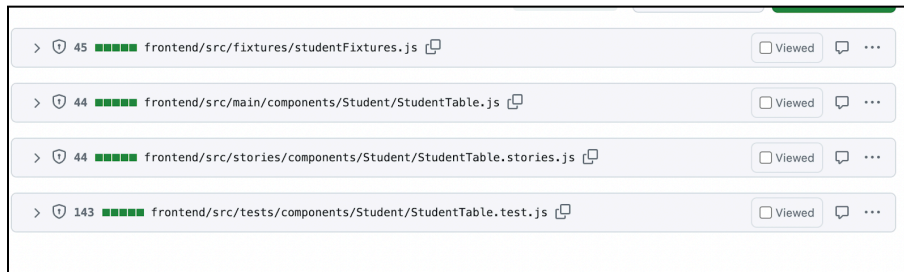 45 frontend/src/fixtures/studentFixtures.js Viewed
44 frontend/src/main/components/Student/StudentTable.js Viewed
44 frontend/src/stories/components/Student/StudentTable.stories.js Viewed
143 frontend/src/tests/components/Student/StudentTable.test.js Viewed